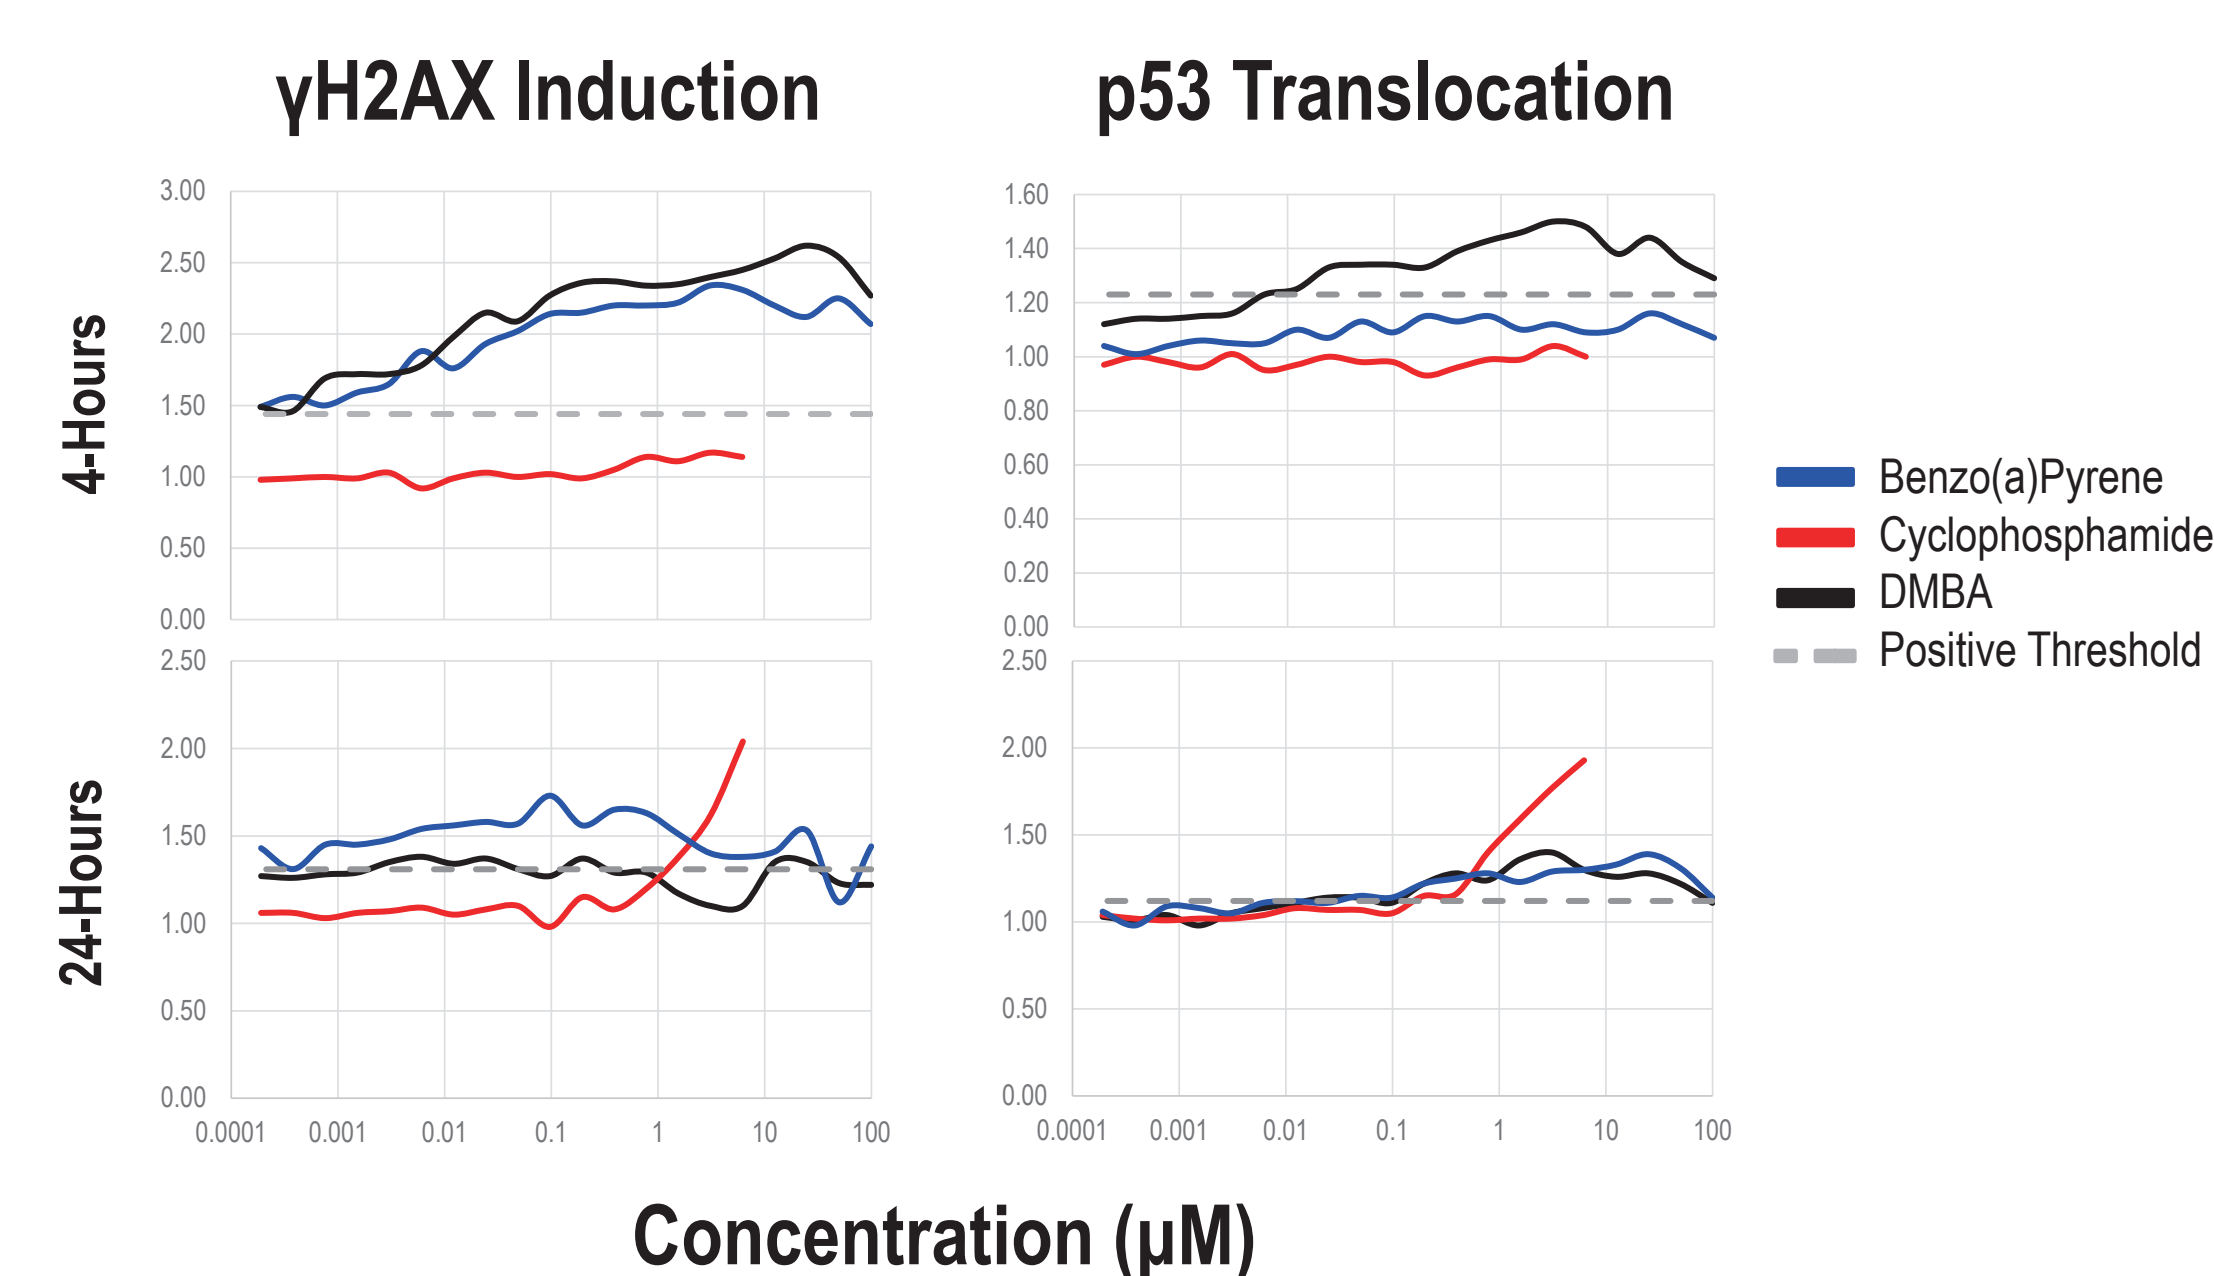 γH2AX Induction
p53 Translocation
4-Hours
3.00
2.50
2.00
1.50
1.00
0.50
0.00
1.60
1.40
1.20
1.00
0.80
0.60
0.40
0.20
0.00
Benzo(a)Pyrene
Cyclophosphamide
DMBA
Positive Threshold
24-Hours
2.50
2.00
1.50
1.00
0.50
0.00
0.0001 0.001 0.01 0.1 1 10 100
2.50
2.00
1.50
1.00
0.50
0.00
0.0001 0.001 0.01 0.1 1 10 100
Concentration (μM)